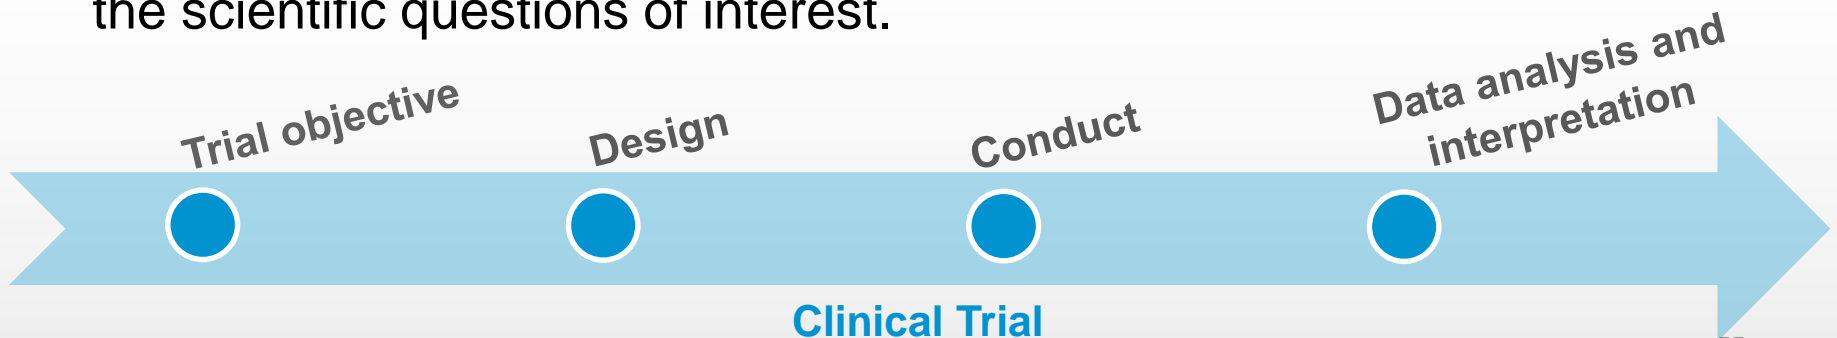 the scientific questions of interest.
Trial objective
Design
Conduct
Data analysis and
interpretation
Clinical Trial